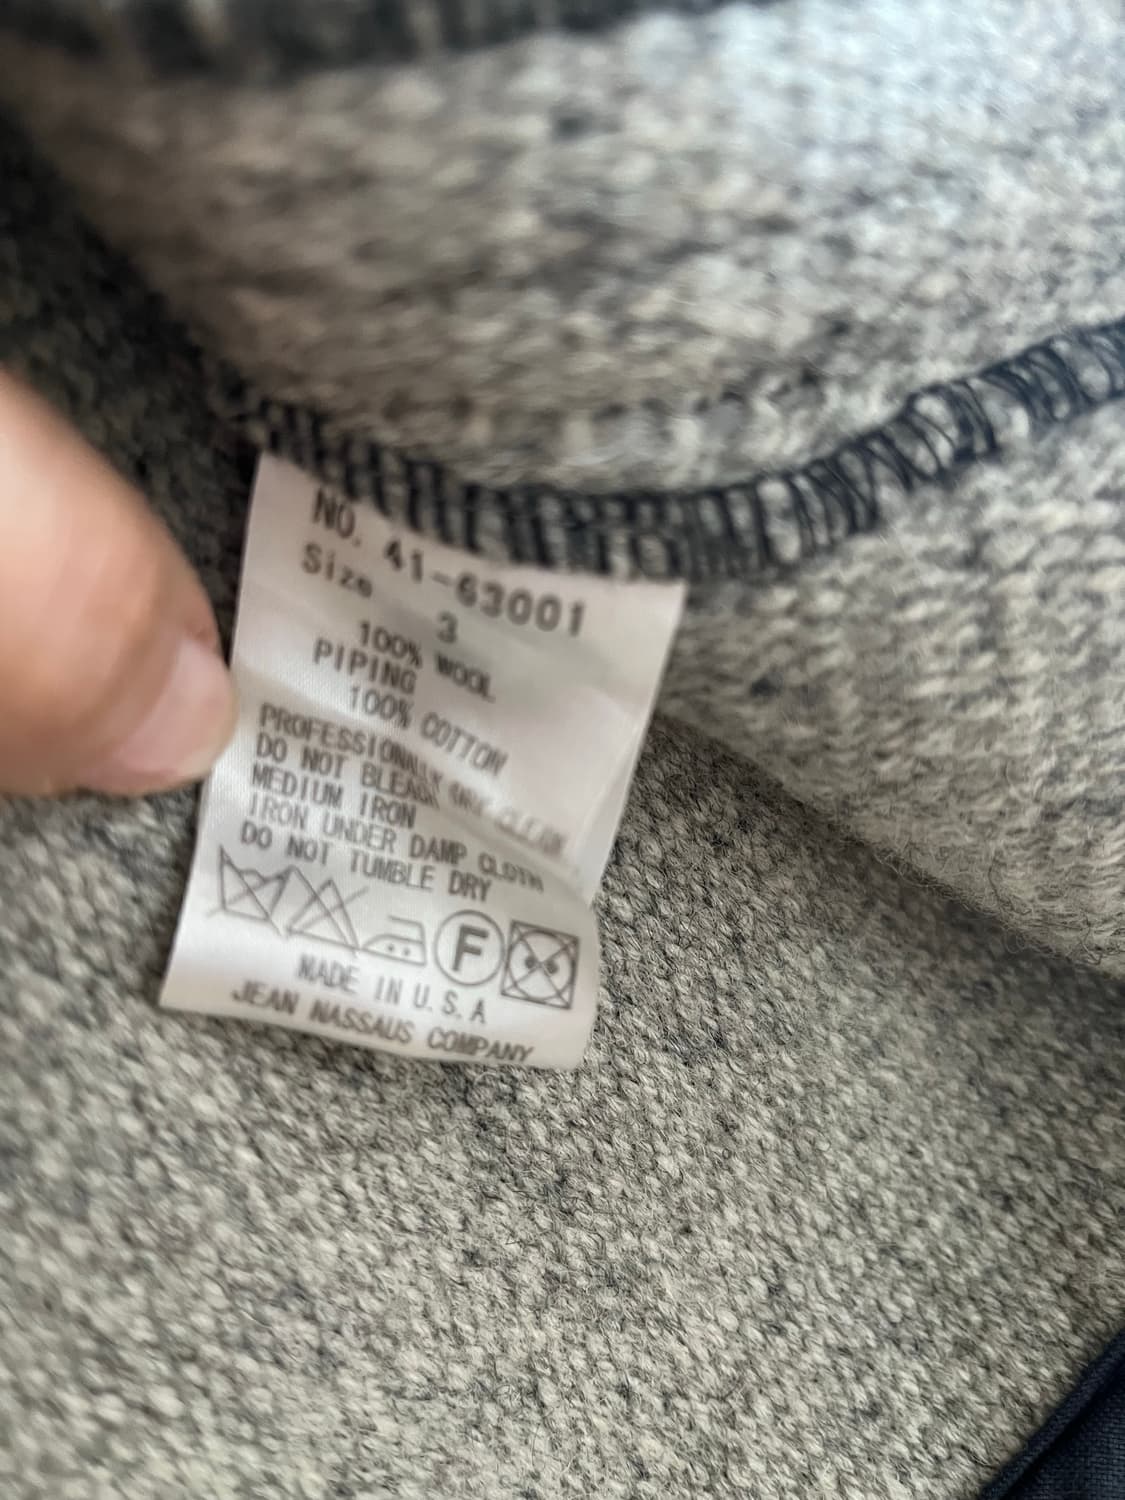 NO. 41-63001
Size 3
100% WOOL
PIPING
100% COTTON
PROFESSIONALLY DRY CLEAN
DO NOT BLEACH
MEDIUM IRON
IRON UNDER DAMP CLOTH
DO NOT TUMBLE DRY
F
MADE IN U.S.A
JEAN NASSAUS COMPANY